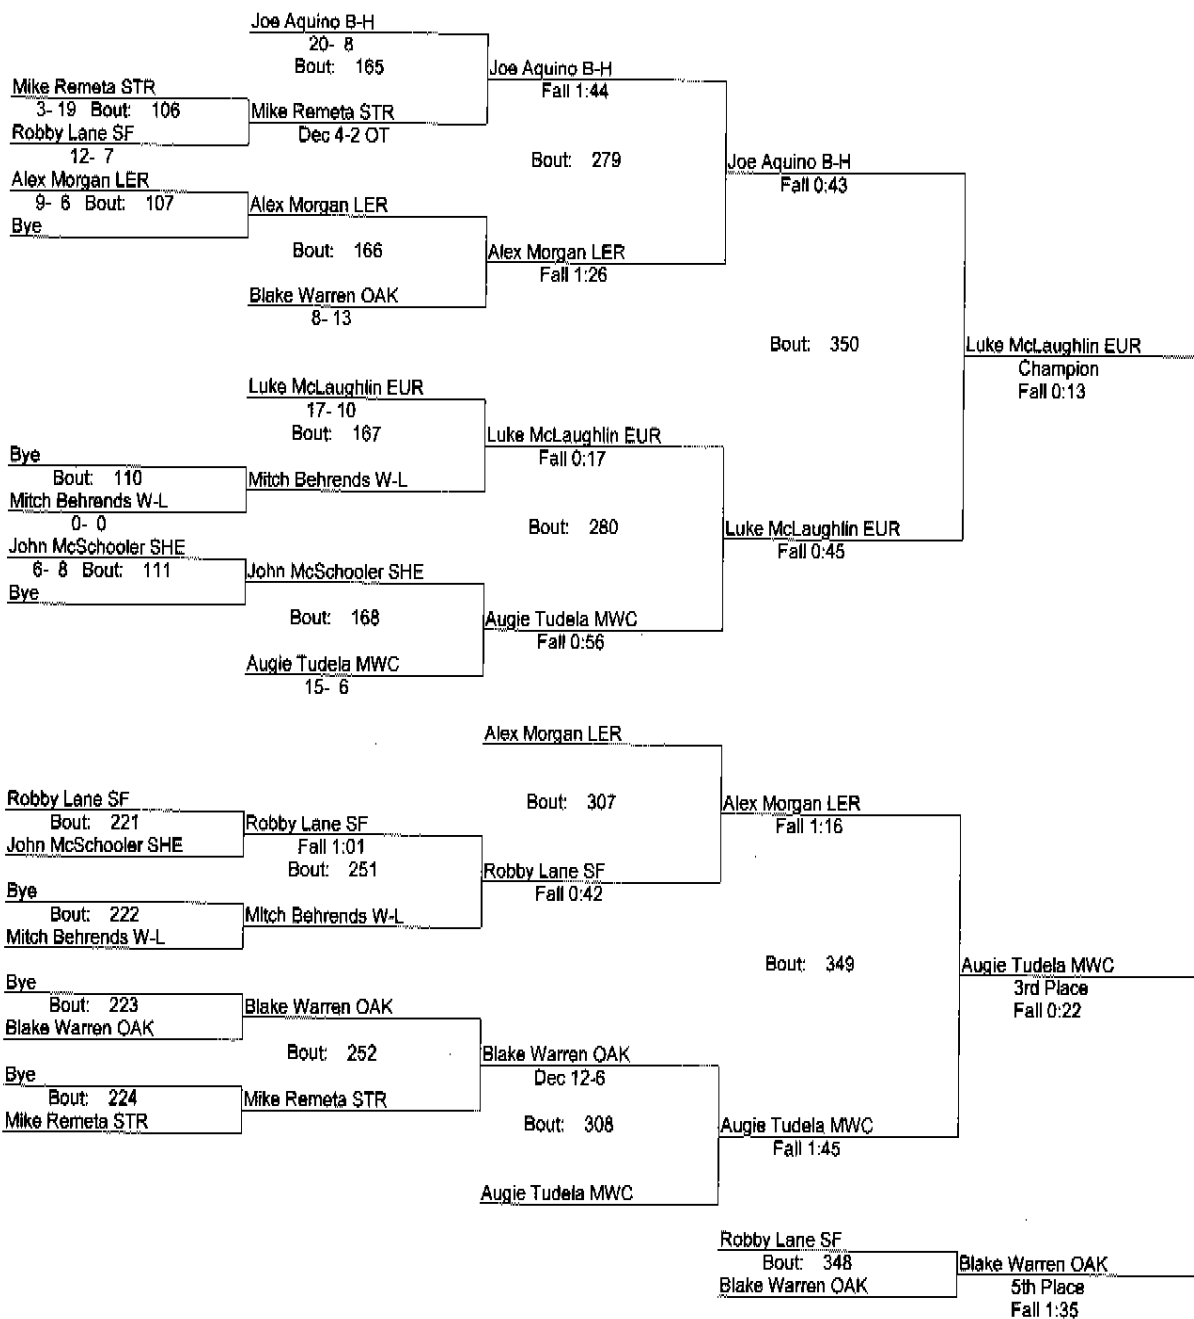 Joe Aquino B-H
20- 8
Bout: 165
Joe Aquino B-H
Fall 1:44
Mike Remeta STR
3- 19 Bout: 106
Mike Remeta STR
Dec 4-2 OT
Robby Lane SF
12- 7
Bout: 279
Joe Aquino B-H
Fall 0:43
Alex Morgan LER
9- 6 Bout: 107
Alex Morgan LER
Bye
Bout: 166
Alex Morgan LER
Fall 1:26
Blake Warren OAK
8- 13
Bout: 350
Luke McLaughlin EUR
Champion
Fall 0:13
Luke McLaughlin EUR
17- 10
Bout: 167
Luke McLaughlin EUR
Fall 0:17
Bye
Bout: 110
Mitch Behrends W-L
Mitch Behrends W-L
0- 0
Bout: 280
Luke McLaughlin EUR
Fall 0:45
John McSchooler SHE
6- 8 Bout: 111
John McSchooler SHE
Bye
Bout: 168
Augie Tudela MWC
Fall 0:56
Augie Tudela MWC
15- 6
Alex Morgan LER
Robby Lane SF
Bout: 221
Robby Lane SF
Fall 1:01
John McSchooler SHE
Bout: 307
Alex Morgan LER
Fall 1:16
Bout: 251
Robby Lane SF
Fall 0:42
Bye
Bout: 222
Mitch Behrends W-L
Mitch Behrends W-L
Bout: 349
Augie Tudela MWC
3rd Place
Fall 0:22
Bye
Bout: 223
Blake Warren OAK
Blake Warren OAK
Bout: 252
Blake Warren OAK
Dec 12-6
Bye
Bout: 224
Mike Remeta STR
Mike Remeta STR
Bout: 308
Augie Tudela MWC
Fall 1:45
Augie Tudela MWC
Robby Lane SF
Bout: 348
Blake Warren OAK
Blake Warren OAK
5th Place
Fall 1:35